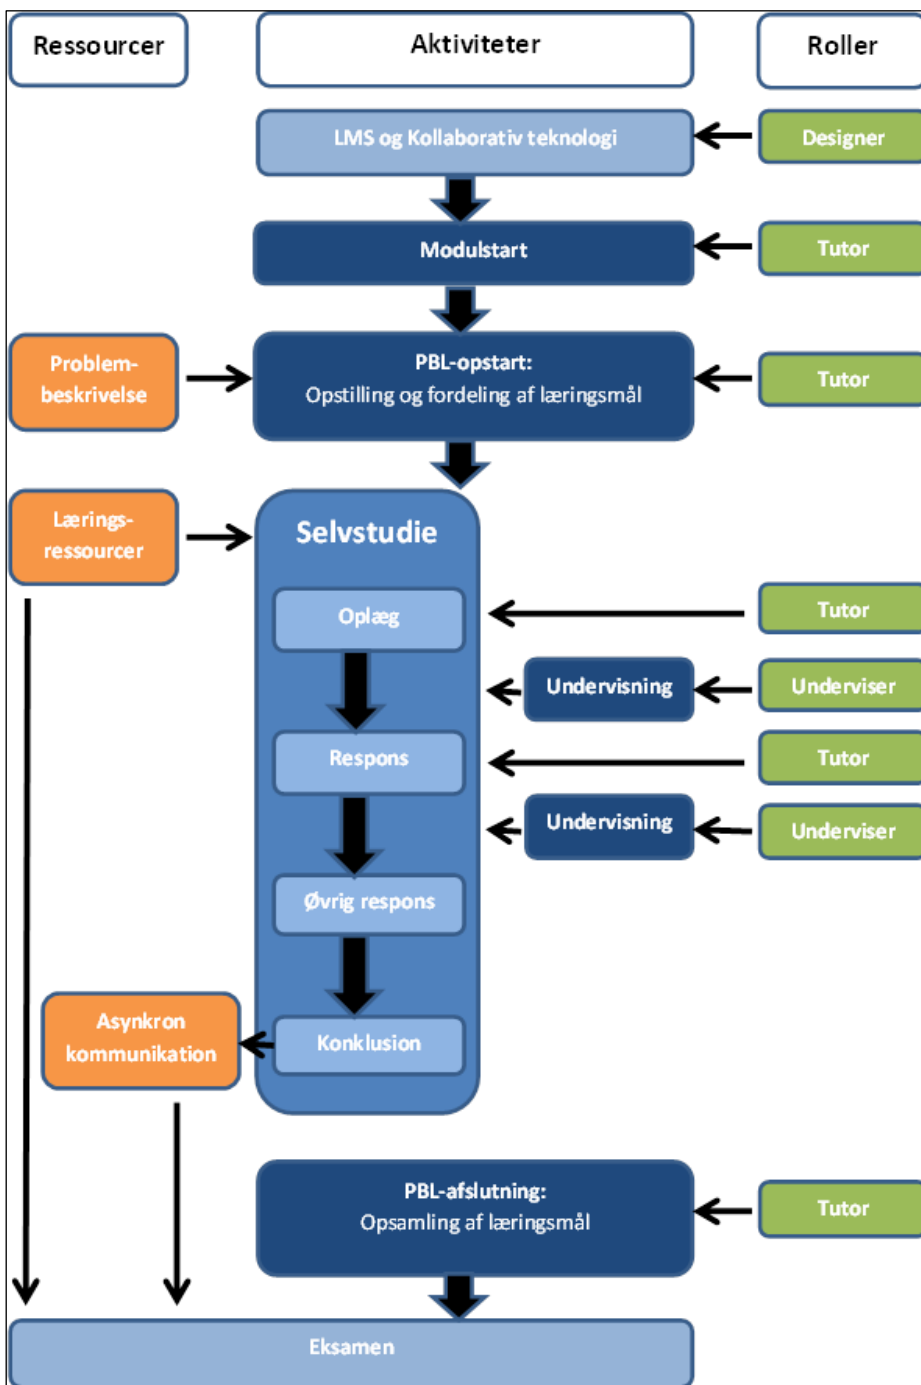 Ressourcer
Aktiviteter
Roller
LMS og Kollaborativ teknologi
Designer
Modulstart
Tutor
Problem-
beskrivelse
PBL-opstart:
Opstilling og fordeling af læringsmål
Tutor
Lærings-
ressourcer
Selvstudie
Oplæg
Tutor
Undervisning
Underviser
Respons
Tutor
Undervisning
Underviser
Øvrig respons
Asynkron
kommunikation
Konklusion
PBL-afslutning:
Opsamling af læringsmål
Tutor
Eksamen